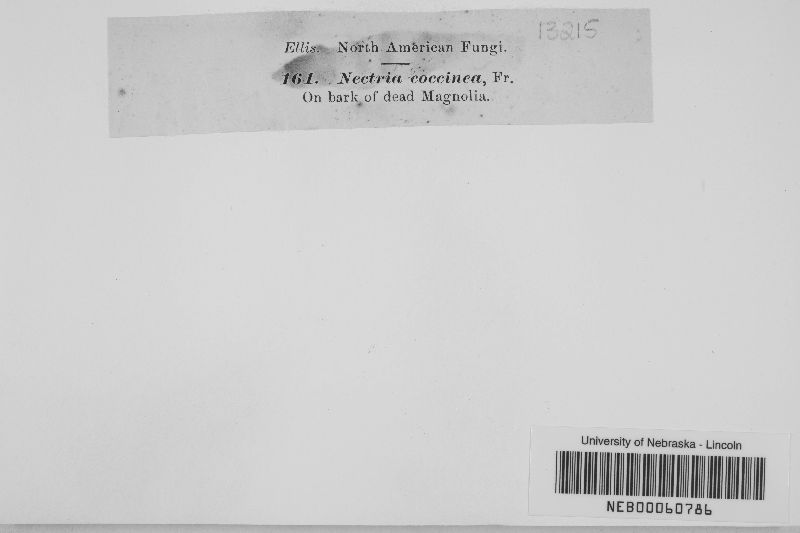 13215
Ellis. North American Fungi.
161. Nectria coccinea, Fr.
On bark of dead Magnolia.
University of Nebraska - Lincoln
NEB00060786